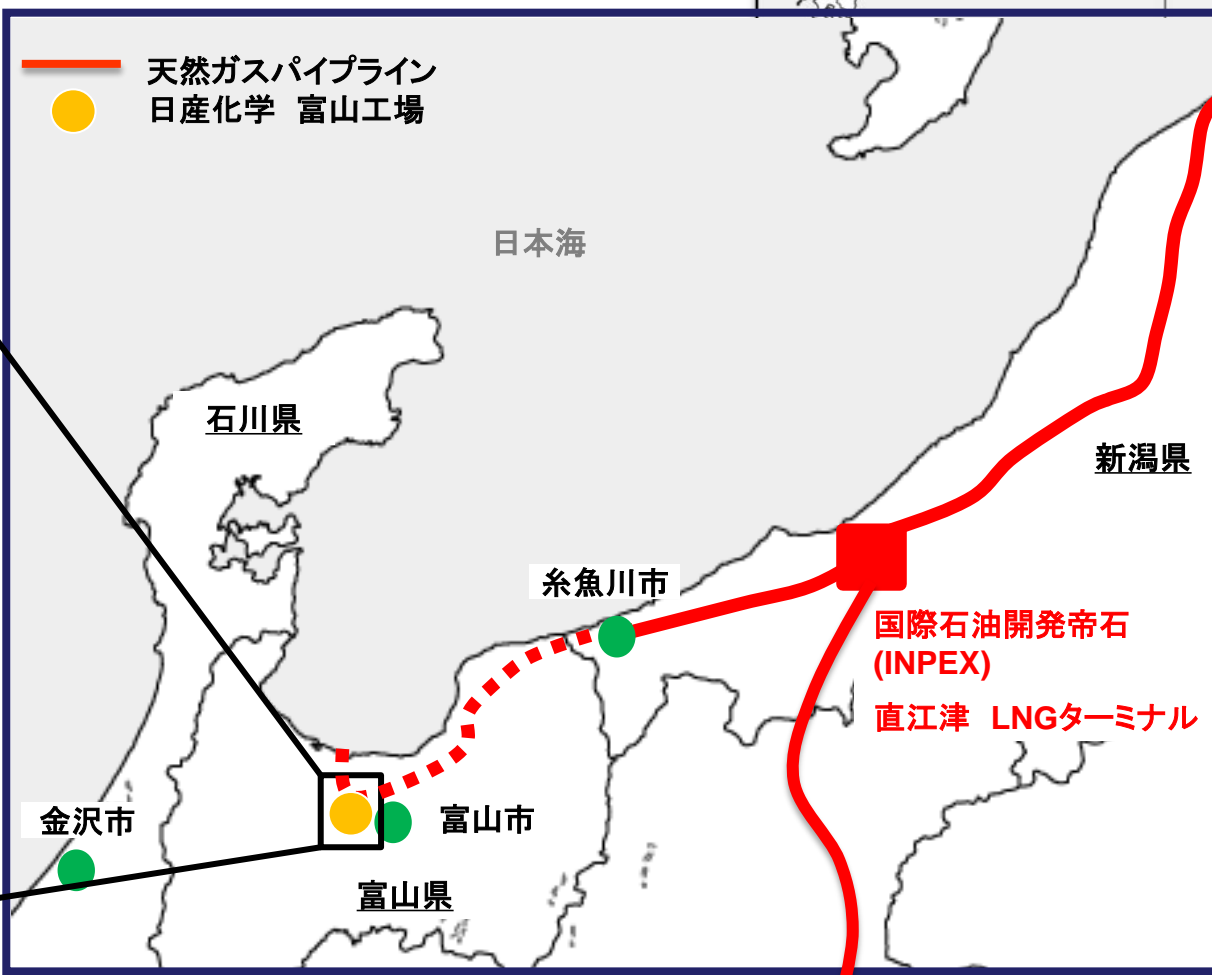 天然ガスパイプライン
日産化学　富山工場
日本海
石川県
新潟県
糸魚川市
国際石油開発帝石
(INPEX)
直江津　LNGターミナル
金沢市
富山市
富山県